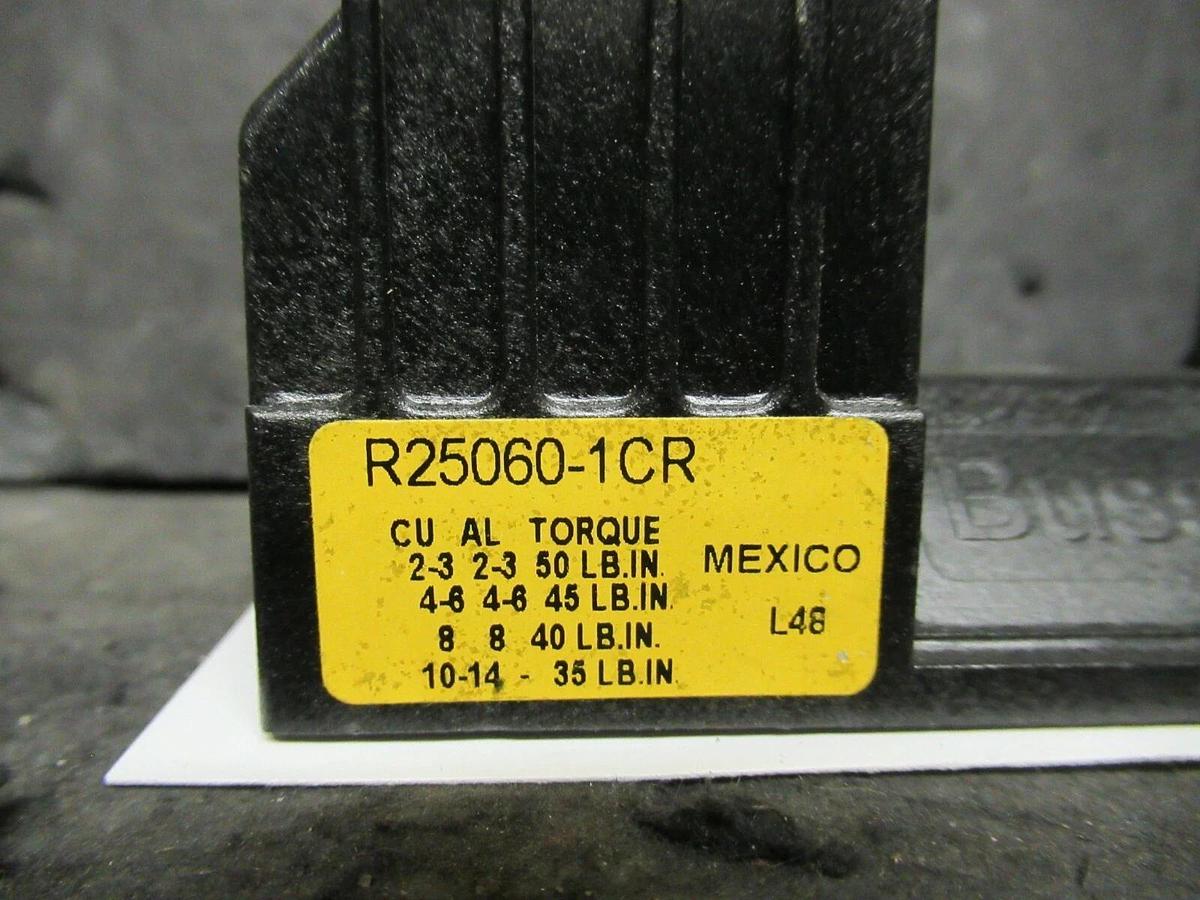 R25060-1CR
CU AL TORQUE
2-3 2-3 50 LB.IN.
4-6 4-6 45 LB.IN.
8 8 40 LB.IN.
10-14 - 35 LB.IN.
MEXICO
L48
Buss